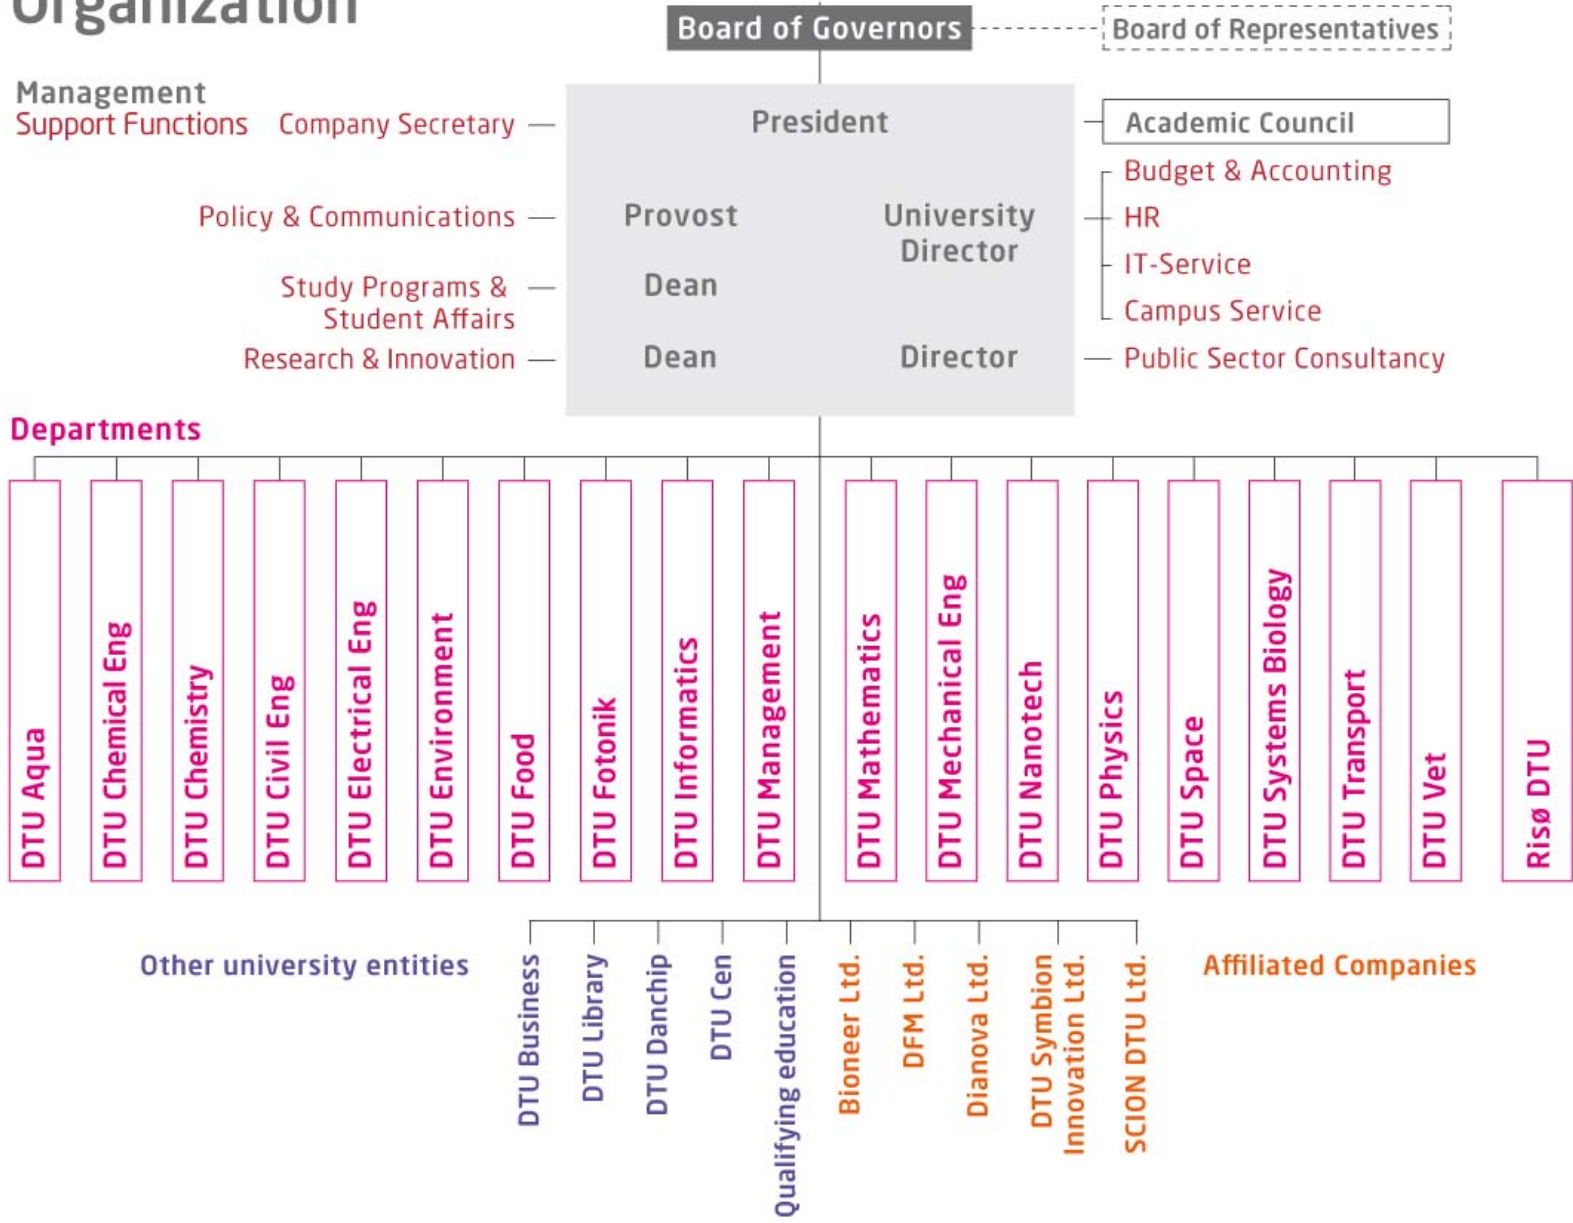 Organization
Board of Governors
Board of Representatives
Management
Support Functions
Company Secretary
President
Academic Council
Budget & Accounting
Policy & Communications
Provost
University
Director
HR
IT-Service
Study Programs &
Student Affairs
Dean
Campus Service
Research & Innovation
Dean
Director
Public Sector Consultancy
Departments
DTU Aqua
DTU Chemical Eng
DTU Chemistry
DTU Civil Eng
DTU Electrical Eng
DTU Environment
DTU Food
DTU Fotonik
DTU Informatics
DTU Management
DTU Mathematics
DTU Mechanical Eng
DTU Nanotech
DTU Physics
DTU Space
DTU Systems Biology
DTU Transport
DTU Vet
Risø DTU
Other university entities
DTU Business
DTU Library
DTU Danchip
DTU Cen
Qualifying education
Bioneer Ltd.
DFM Ltd.
Dianova Ltd.
DTU Symbion
Innovation Ltd.
SCION DTU Ltd.
Affiliated Companies